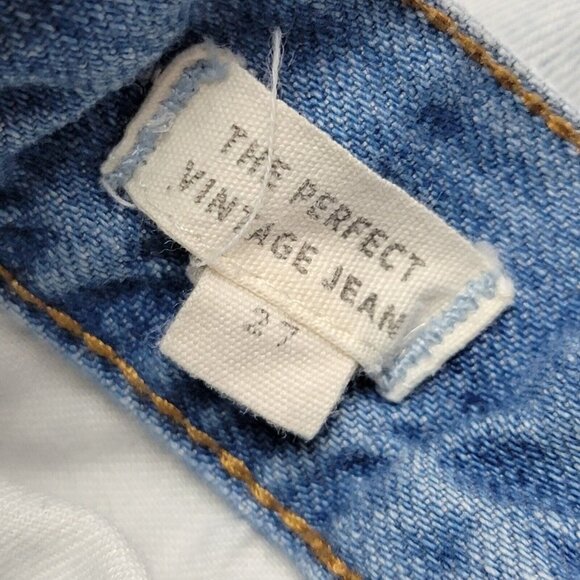 THE PERFECT
VINTAGE JEAN
27